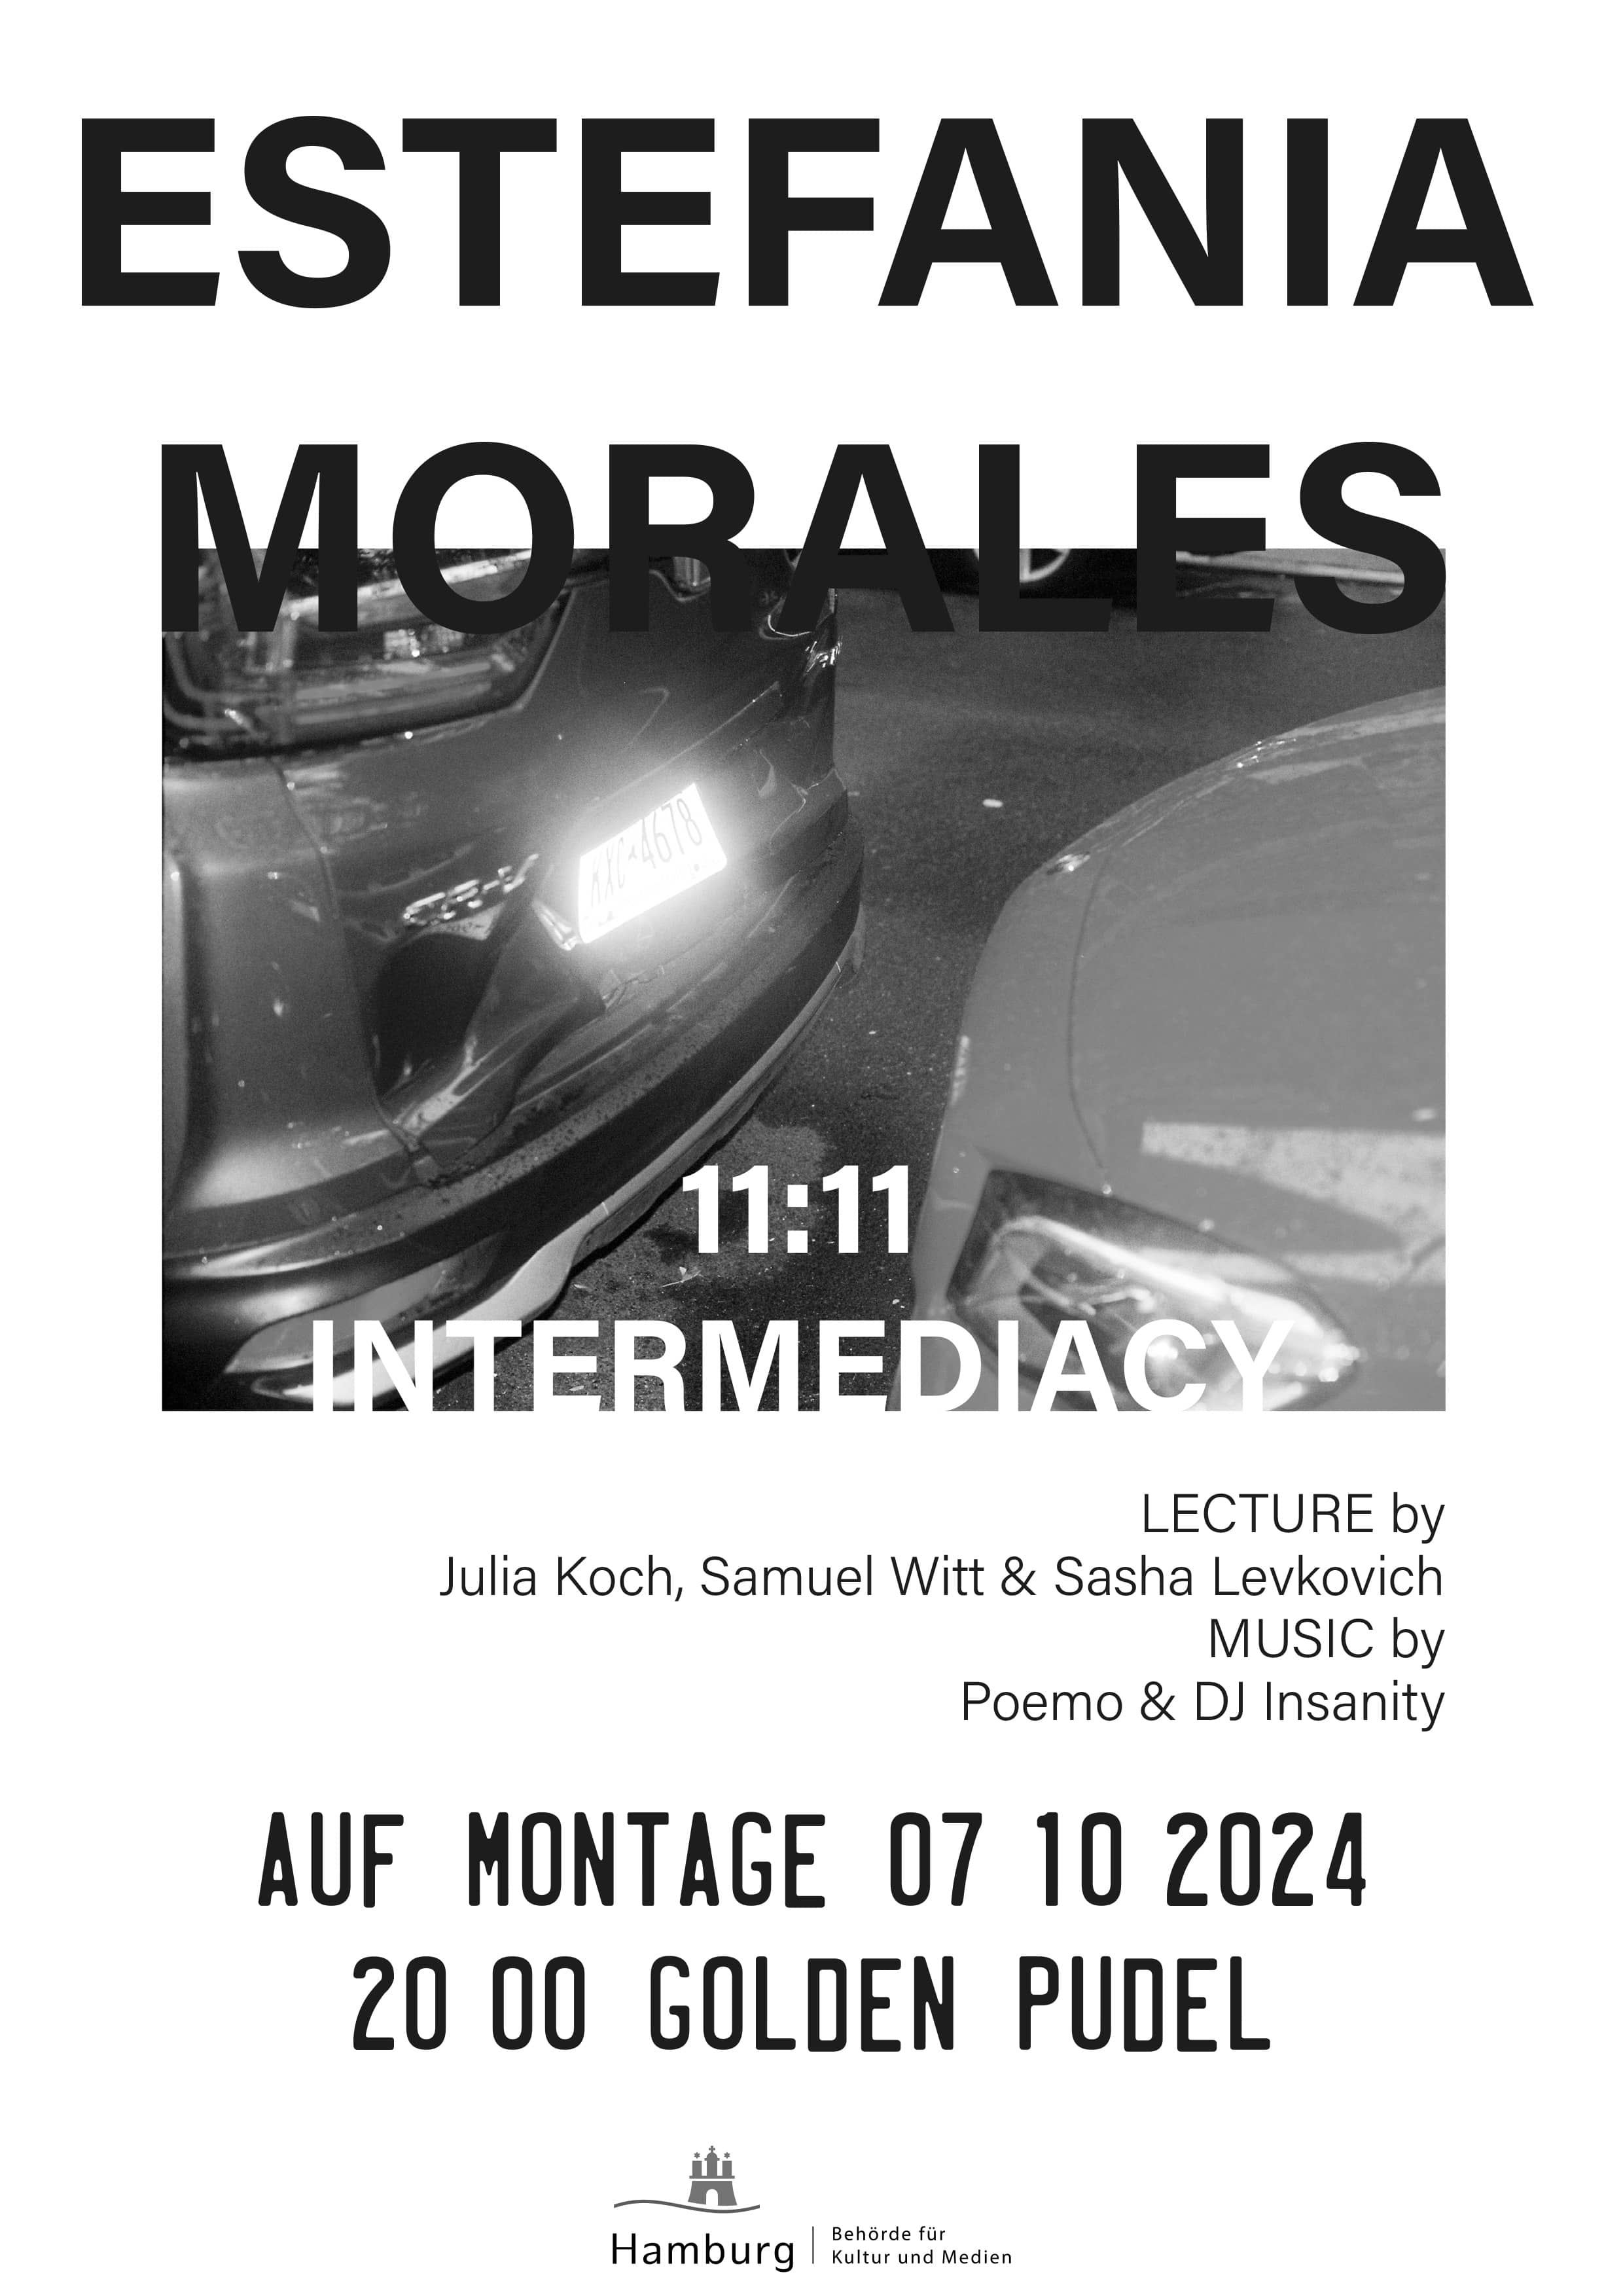 ESTEFANIA
MORALES
KXC-4678
11:11
INTERMEDIACY
LECTURE by
Julia Koch, Samuel Witt & Sasha Levkovich
MUSIC by
Poemo & DJ Insanity
AUF MONTAGE 07 10 2024
20 00 GOLDEN PUDEL
Hamburg
Behörde für
Kultur und Medien